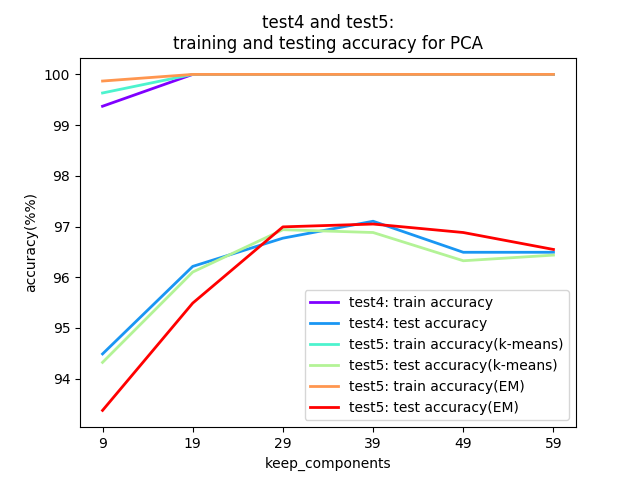 test4 and test5:
training and testing accuracy for PCA
100
99
98
97
96
95
94
accuracy(%%)
test4: train accuracy
test4: test accuracy
test5: train accuracy(k-means)
test5: test accuracy(k-means)
test5: train accuracy(EM)
test5: test accuracy(EM)
9 19 29 39 49 59
keep_components